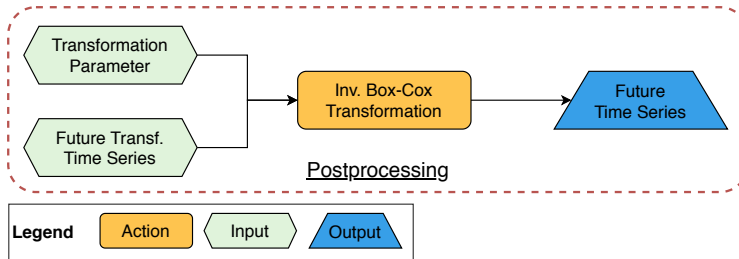 Transformation
Parameter
Future Transf.
Time Series
Inv. Box-Cox
Transformation
Future
Time Series
Postprocessing
Legend
Action
Input
Output